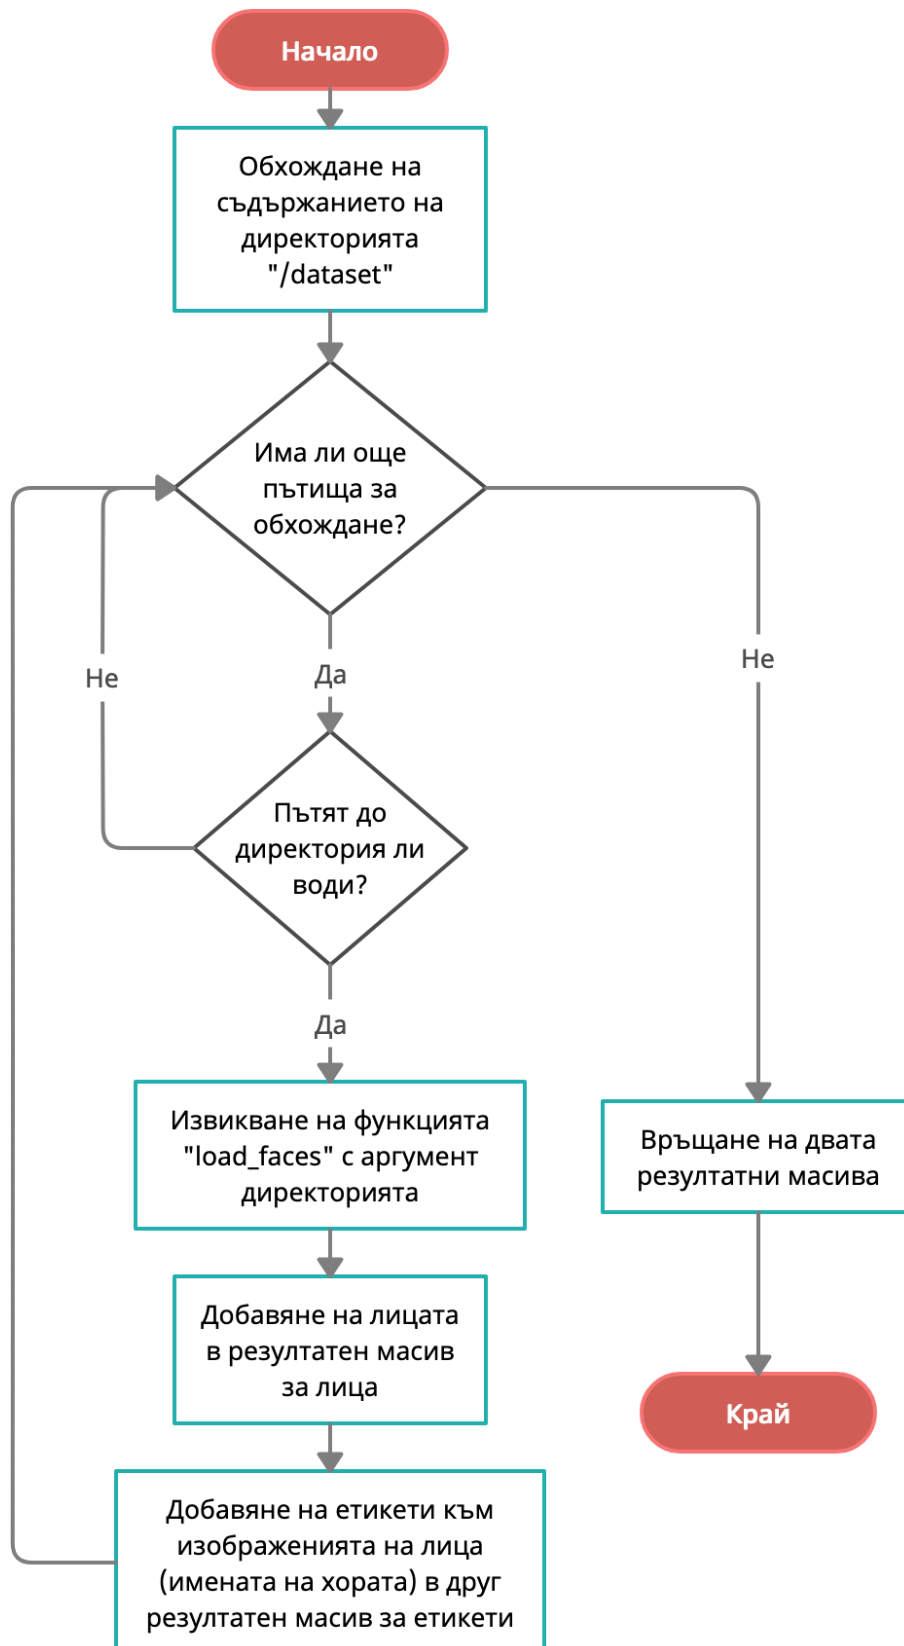 Начало
Обхождане на
съдържанието на
директорията
"/dataset"
Има ли още
пътища за
обхождане?
Не
Да
Не
Пътят до
директория ли
води?
Да
Извикване на функцията
"load_faces" с аргумент
директорията
Връщане на двата
резултатни масива
Добавяне на лицата
в резултатен масив
за лица
Край
Добавяне на етикети към
изображенията на лица
(имената на хората) в друг
резултатен масив за етикети